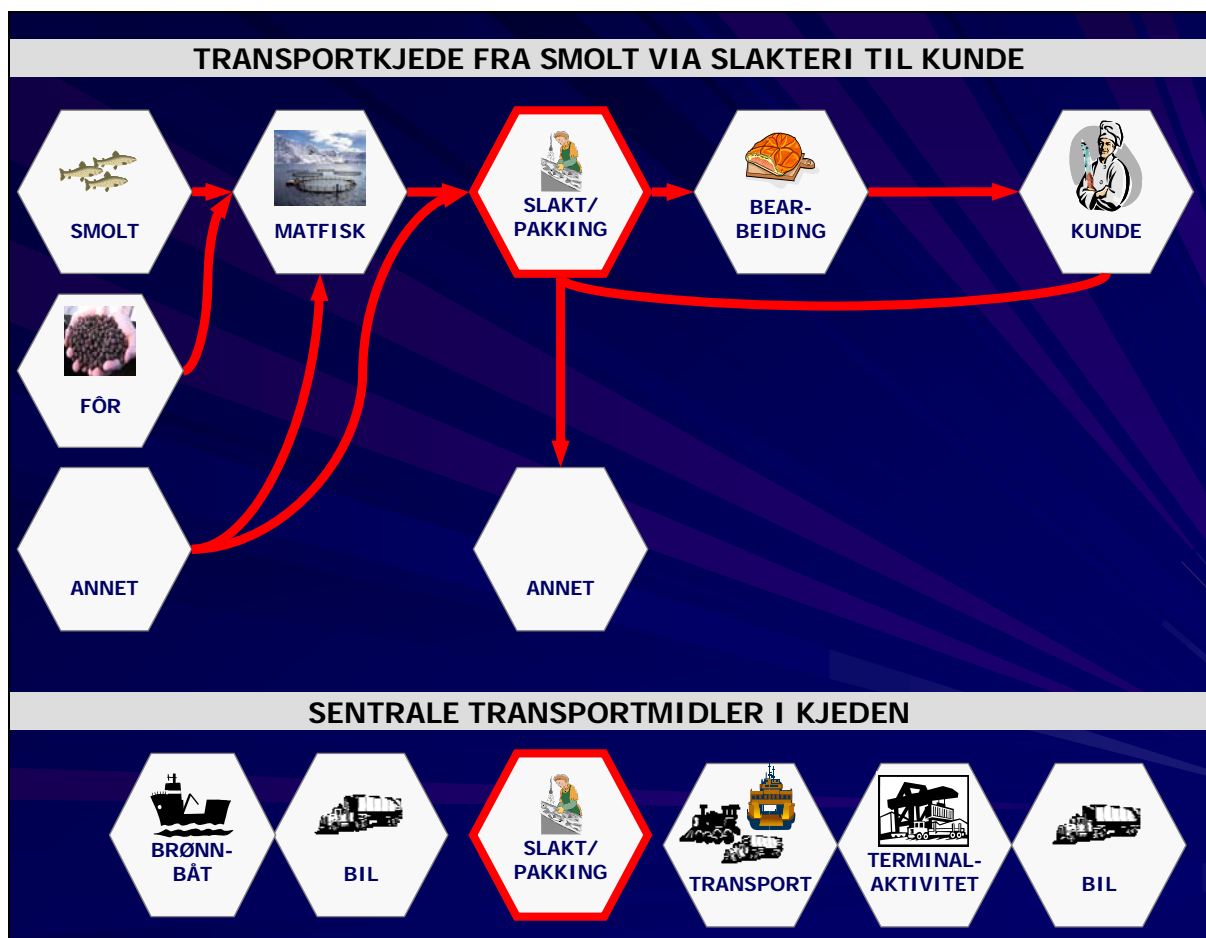 TRANSPORTKJEDE FRA SMOLT VIA SLAKTERI TIL KUNDE
SMOLT
MATFISK
SLAKT/
PAKKING
BEAR-
BEIDING
KUNDE
FÔR
ANNET
ANNET
SENTRALE TRANSPORTMIDLER I KJEDEN
BRØNN-
BÅT
BIL
SLAKT/
PAKKING
TRANSPORT
TERMINAL-
AKTIVITET
BIL